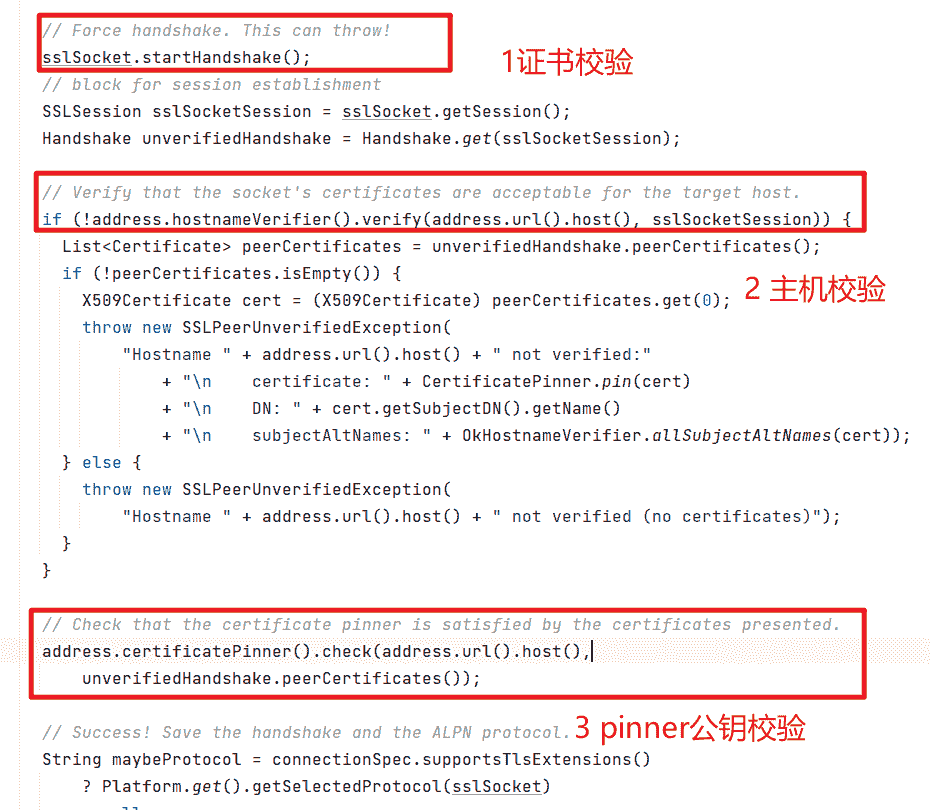 // Force handshake. This can throw!
sslSocket.startHandshake();
1证书校验
// block for session establishment
SSLSession sslSocketSession = sslSocket.getSession();
Handshake unverifiedHandshake = Handshake.get(sslSocketSession);
// Verify that the socket's certificates are acceptable for the target host.
if (!address.hostnameVerifier().verify(address.url().host(), sslSocketSession)) {
List<Certificate> peerCertificates = unverifiedHandshake.peerCertificates();
if (!peerCertificates.isEmpty()) {
X509Certificate cert = (X509Certificate) peerCertificates.get(0);
2 主机校验
throw new SSLPeerUnverifiedException(
"Hostname " + address.url().host() + " not verified:"
+ "\n    certificate: " + CertificatePinner.pin(cert)
+ "\n    DN: " + cert.getSubjectDN().getName()
+ "\n    subjectAltNames: " + OkHostnameVerifier.allSubjectAltNames(cert));
} else {
throw new SSLPeerUnverifiedException(
"Hostname " + address.url().host() + " not verified (no certificates)");
}
}
// Check that the certificate pinner is satisfied by the certificates presented.
address.certificatePinner().check(address.url().host(),
unverifiedHandshake.peerCertificates());
// Success! Save the handshake and the ALPN protocol.
3 pinner公钥校验
String maybeProtocol = connectionSpec.supportsTlsExtensions()
? Platform.get().getSelectedProtocol(sslSocket)